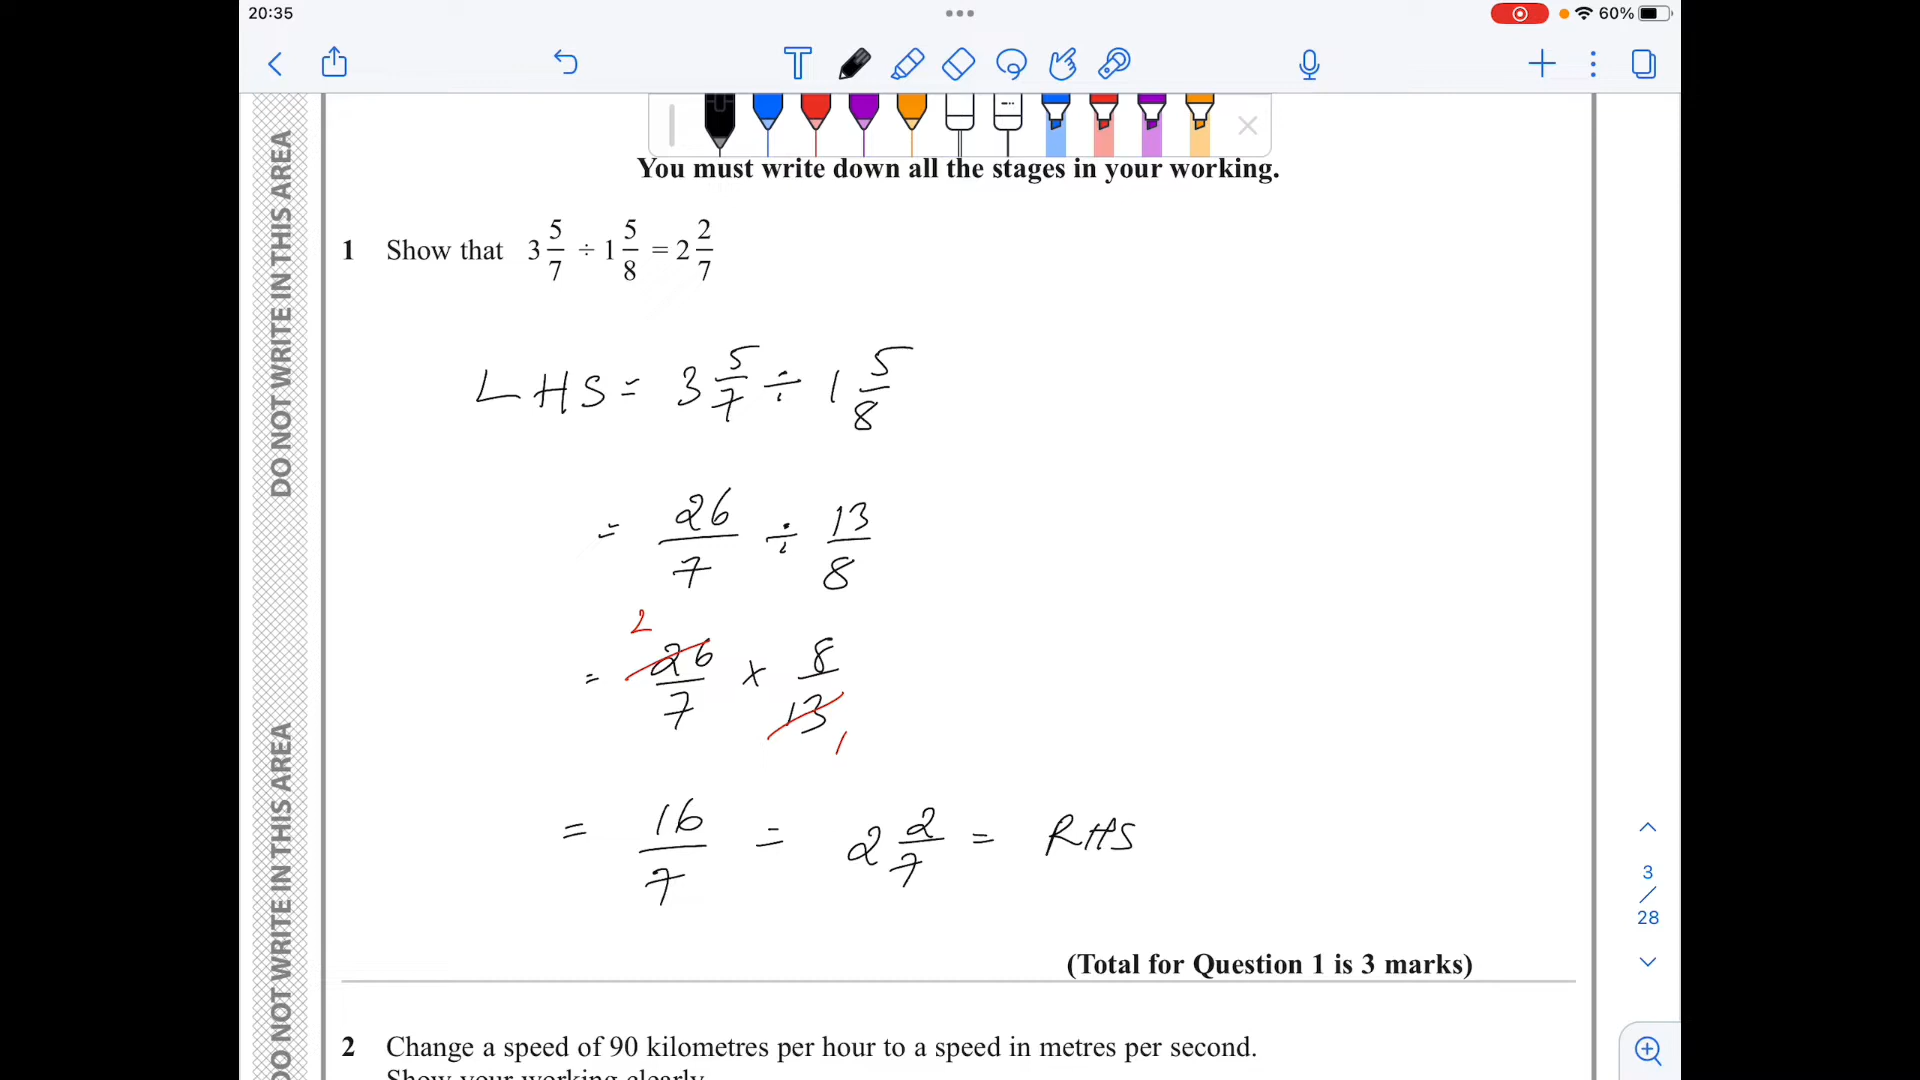 20:35
60%
You must write down all the stages in your working.
1 Show that 3 5/7 ÷ 1 5/8 = 2 2/7
LHS = 3 5/7 ÷ 1 5/8
= 26/7 ÷ 13/8
2
= 26/7 × 8/13
1
= 16/7 = 2 2/7 = RHS
(Total for Question 1 is 3 marks)
2 Change a speed of 90 kilometres per hour to a speed in metres per second.
Show your working clearly.
DO NOT WRITE IN THIS AREA
DO NOT WRITE IN THIS AREA
3
/
28